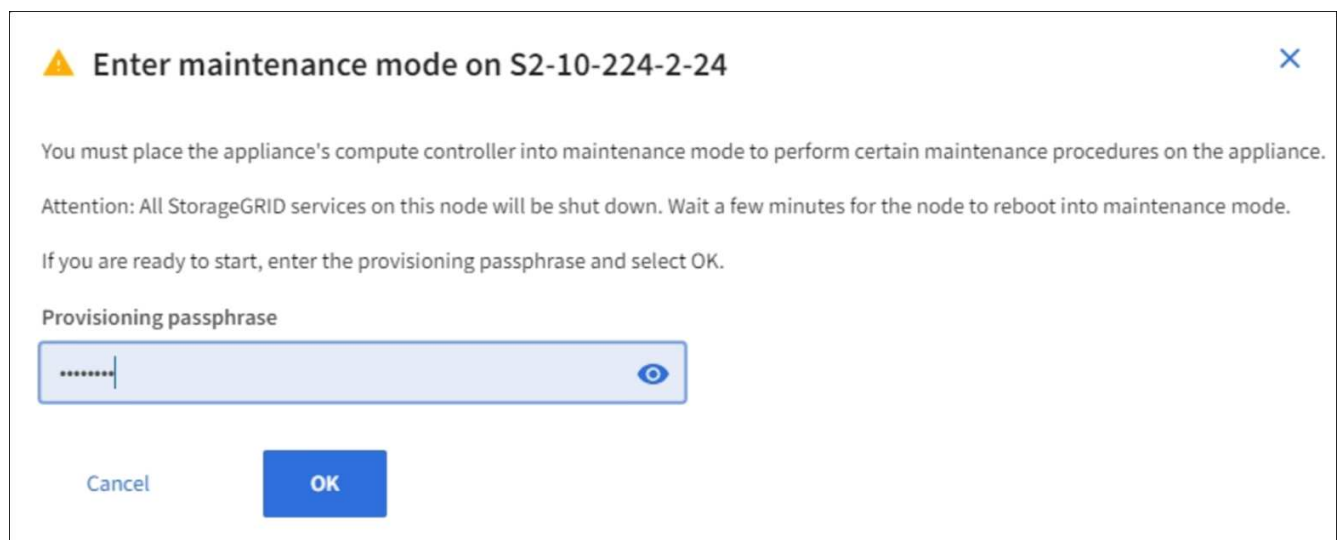 Enter maintenance mode on S2-10-224-2-24
You must place the appliance's compute controller into maintenance mode to perform certain maintenance procedures on the appliance.
Attention: All StorageGRID services on this node will be shut down. Wait a few minutes for the node to reboot into maintenance mode.
If you are ready to start, enter the provisioning passphrase and select OK.
Provisioning passphrase
••••••••
Cancel OK